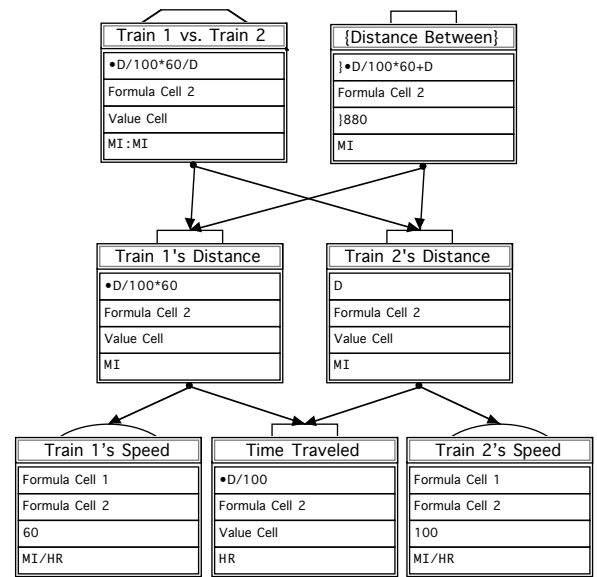 Train 1 vs. Train 2
•D/100*60/D
Formula Cell 2
Value Cell
MI:MI
{Distance Between}
}•D/100*60+D
Formula Cell 2
}880
MI
Train 1's Distance
•D/100*60
Formula Cell 2
Value Cell
MI
Train 2's Distance
D
Formula Cell 2
Value Cell
MI
Train 1's Speed
Formula Cell 1
Formula Cell 2
60
MI/HR
Time Traveled
•D/100
Formula Cell 2
Value Cell
HR
Train 2's Speed
Formula Cell 1
Formula Cell 2
100
MI/HR